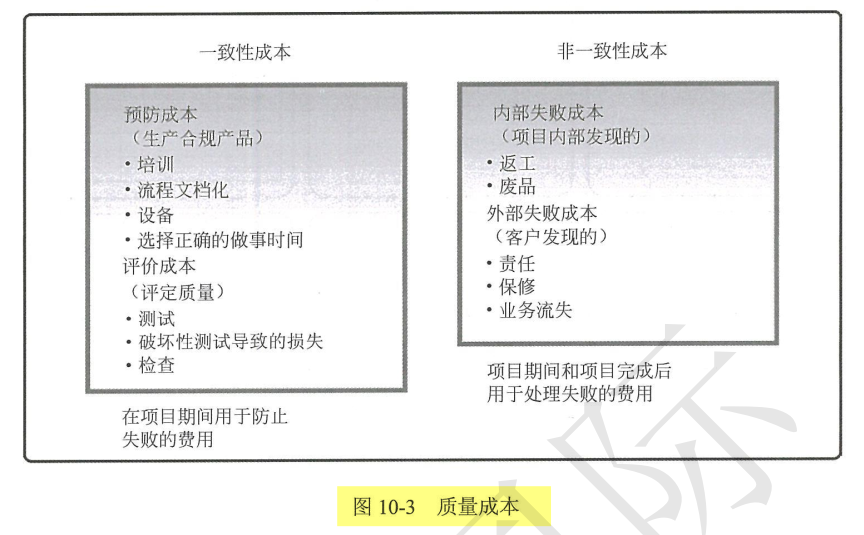 一致性成本
预防成本
（生产合规产品）
• 培训
• 流程文档化
• 设备
• 选择正确的做事时间
评价成本
（评定质量）
• 测试
• 破坏性测试导致的损失
• 检查
在项目期间用于防止
失败的费用
非一致性成本
内部失败成本
（项目内部发现的）
• 返工
• 废品
外部失败成本
（客户发现的）
• 责任
• 保修
• 业务流失
项目期间和项目完成后
用于处理失败的费用
图 10-3 质量成本